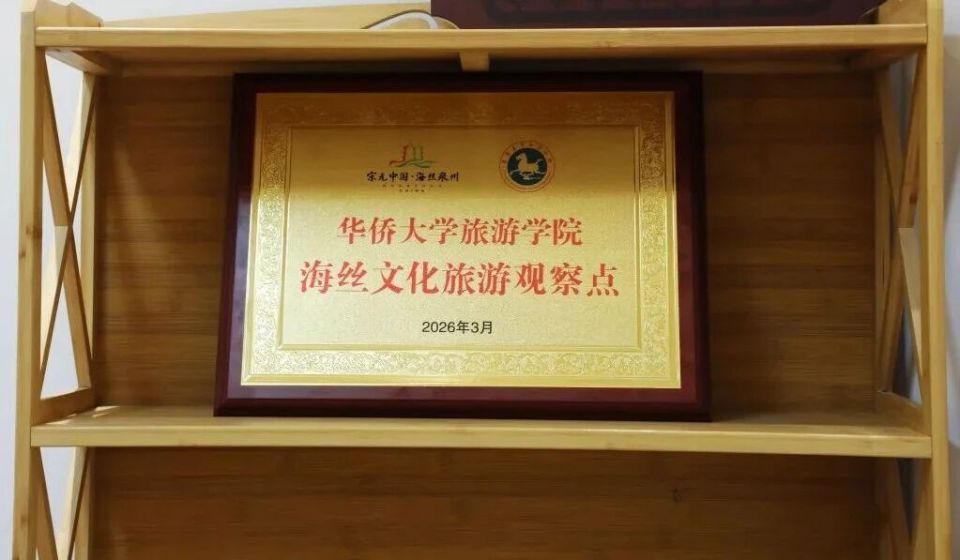 宋元中国·海丝泉州
华侨大学旅游学院
海丝文化旅游观察点
2026年3月